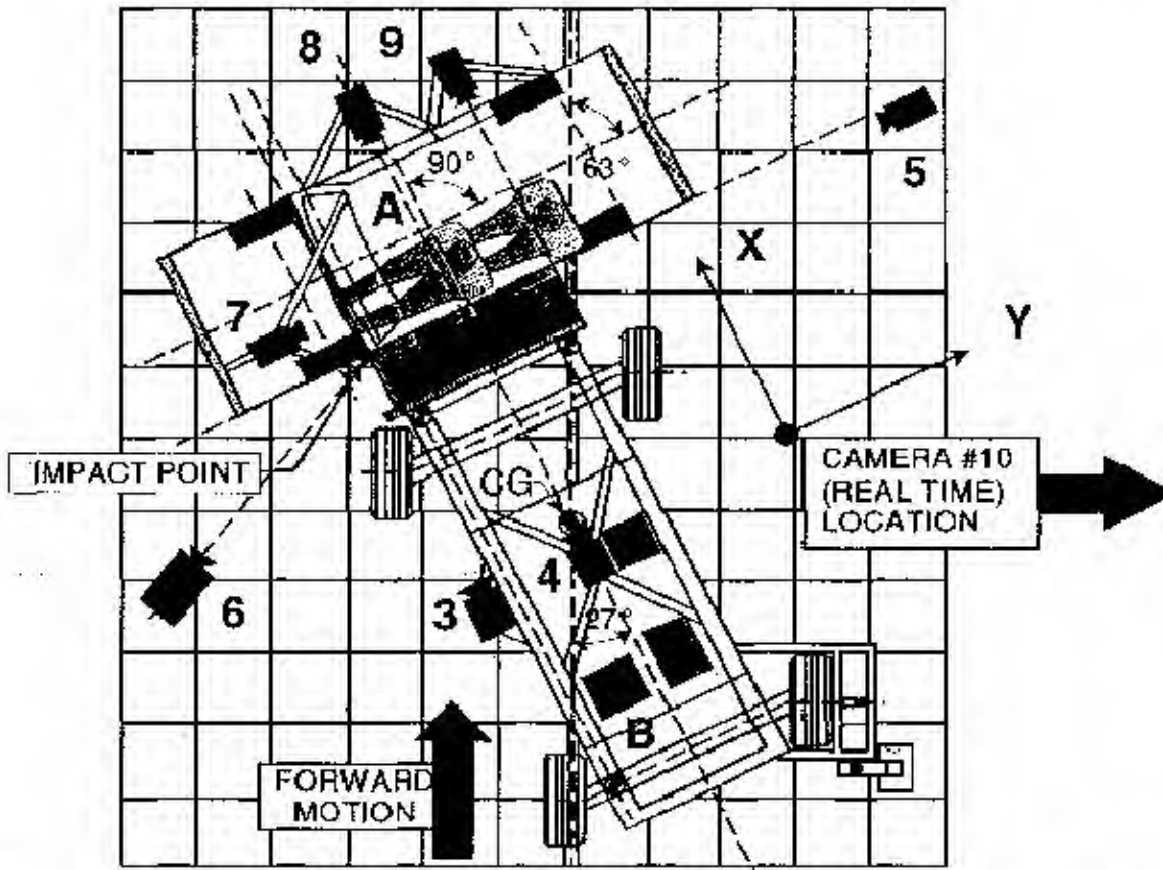 8
9
5
90°
63°
A
X
7
Y
IMPACT POINT
CAMERA #10
(REAL TIME)
LOCATION
CG
4
6
3
27°
B
FORWARD
MOTION